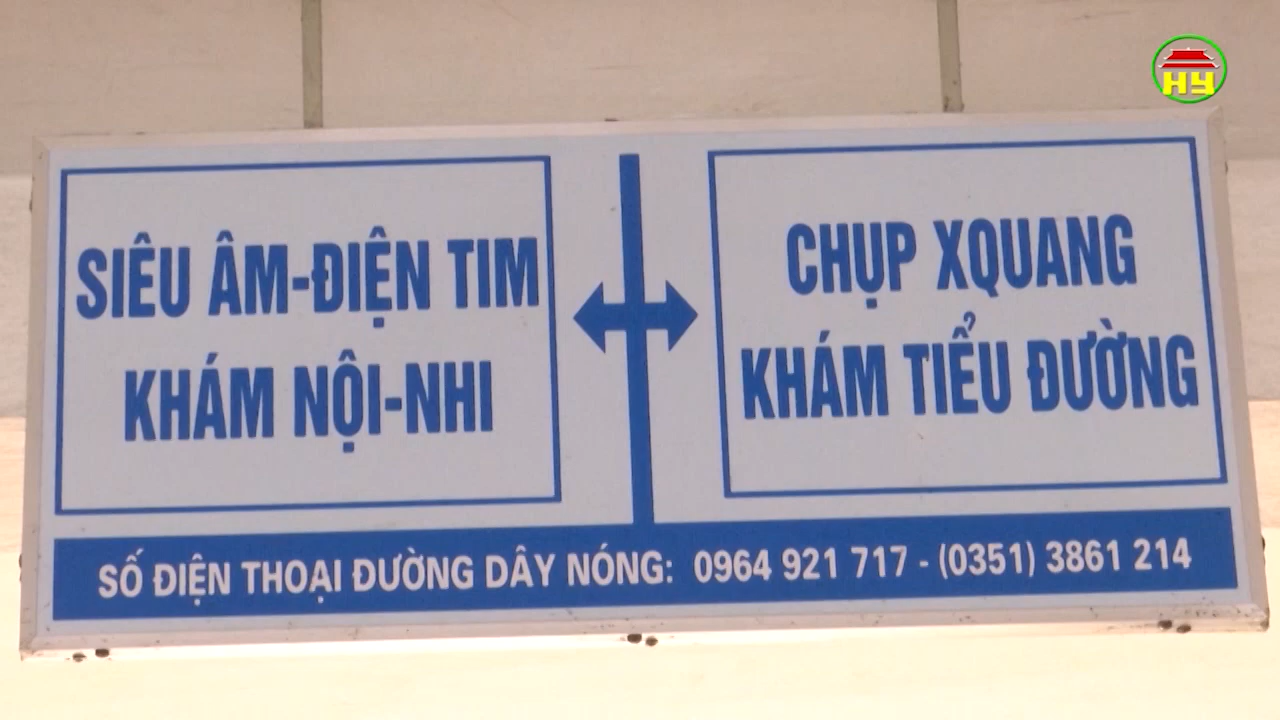 HY
SIÊU ÂM-ĐIỆN TIM
KHÁM NỘI-NHI
CHỤP XQUANG
KHÁM TIỂU ĐƯỜNG
SỐ ĐIỆN THOẠI ĐƯỜNG DÂY NÓNG: 0964 921 717 - (0351) 3861 214